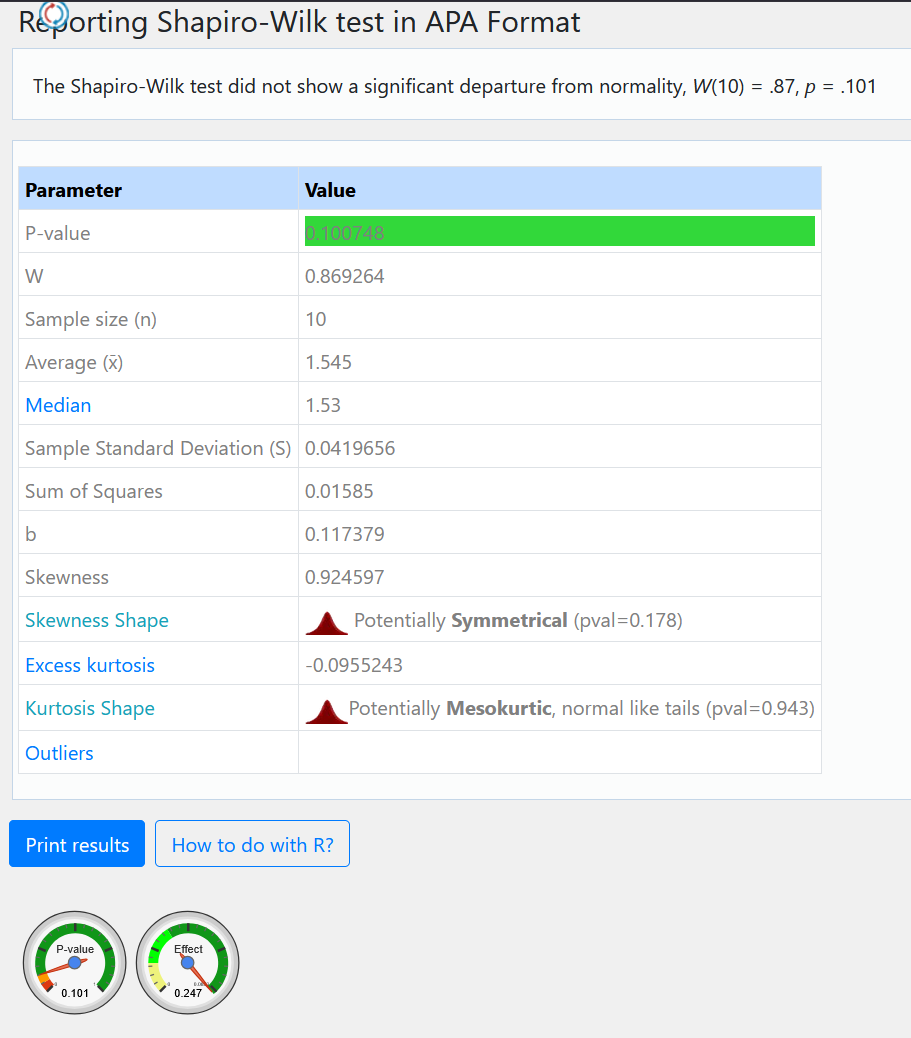 Reporting Shapiro-Wilk test in APA Format
The Shapiro-Wilk test did not show a significant departure from normality, W(10) = .87, p = .101
Parameter Value
P-value 0.100748
W 0.869264
Sample size (n) 10
Average (x̄) 1.545
Median 1.53
Sample Standard Deviation (S) 0.0419656
Sum of Squares 0.01585
b 0.117379
Skewness 0.924597
Skewness Shape Potentially Symmetrical (pval=0.178)
Excess kurtosis -0.0955243
Kurtosis Shape Potentially Mesokurtic, normal like tails (pval=0.943)
Outliers
Print results How to do with R?
P-value Effect
0.101 0.247